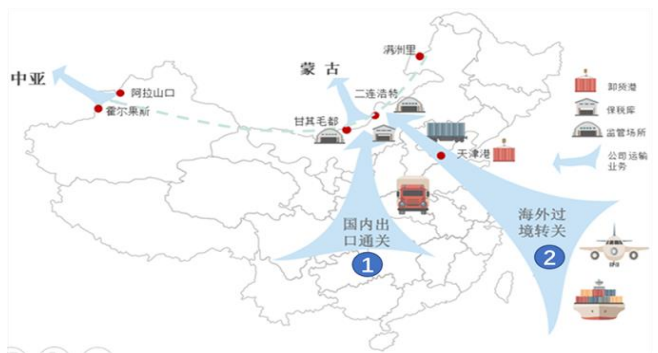 满洲里
蒙古
中亚
阿拉山口
霍尔果斯
二连浩特
甘其毛都
天津港
卸货港
保税库
监管场所
公司运输
业务
国内出
口通关
1
海外过
境转关
2